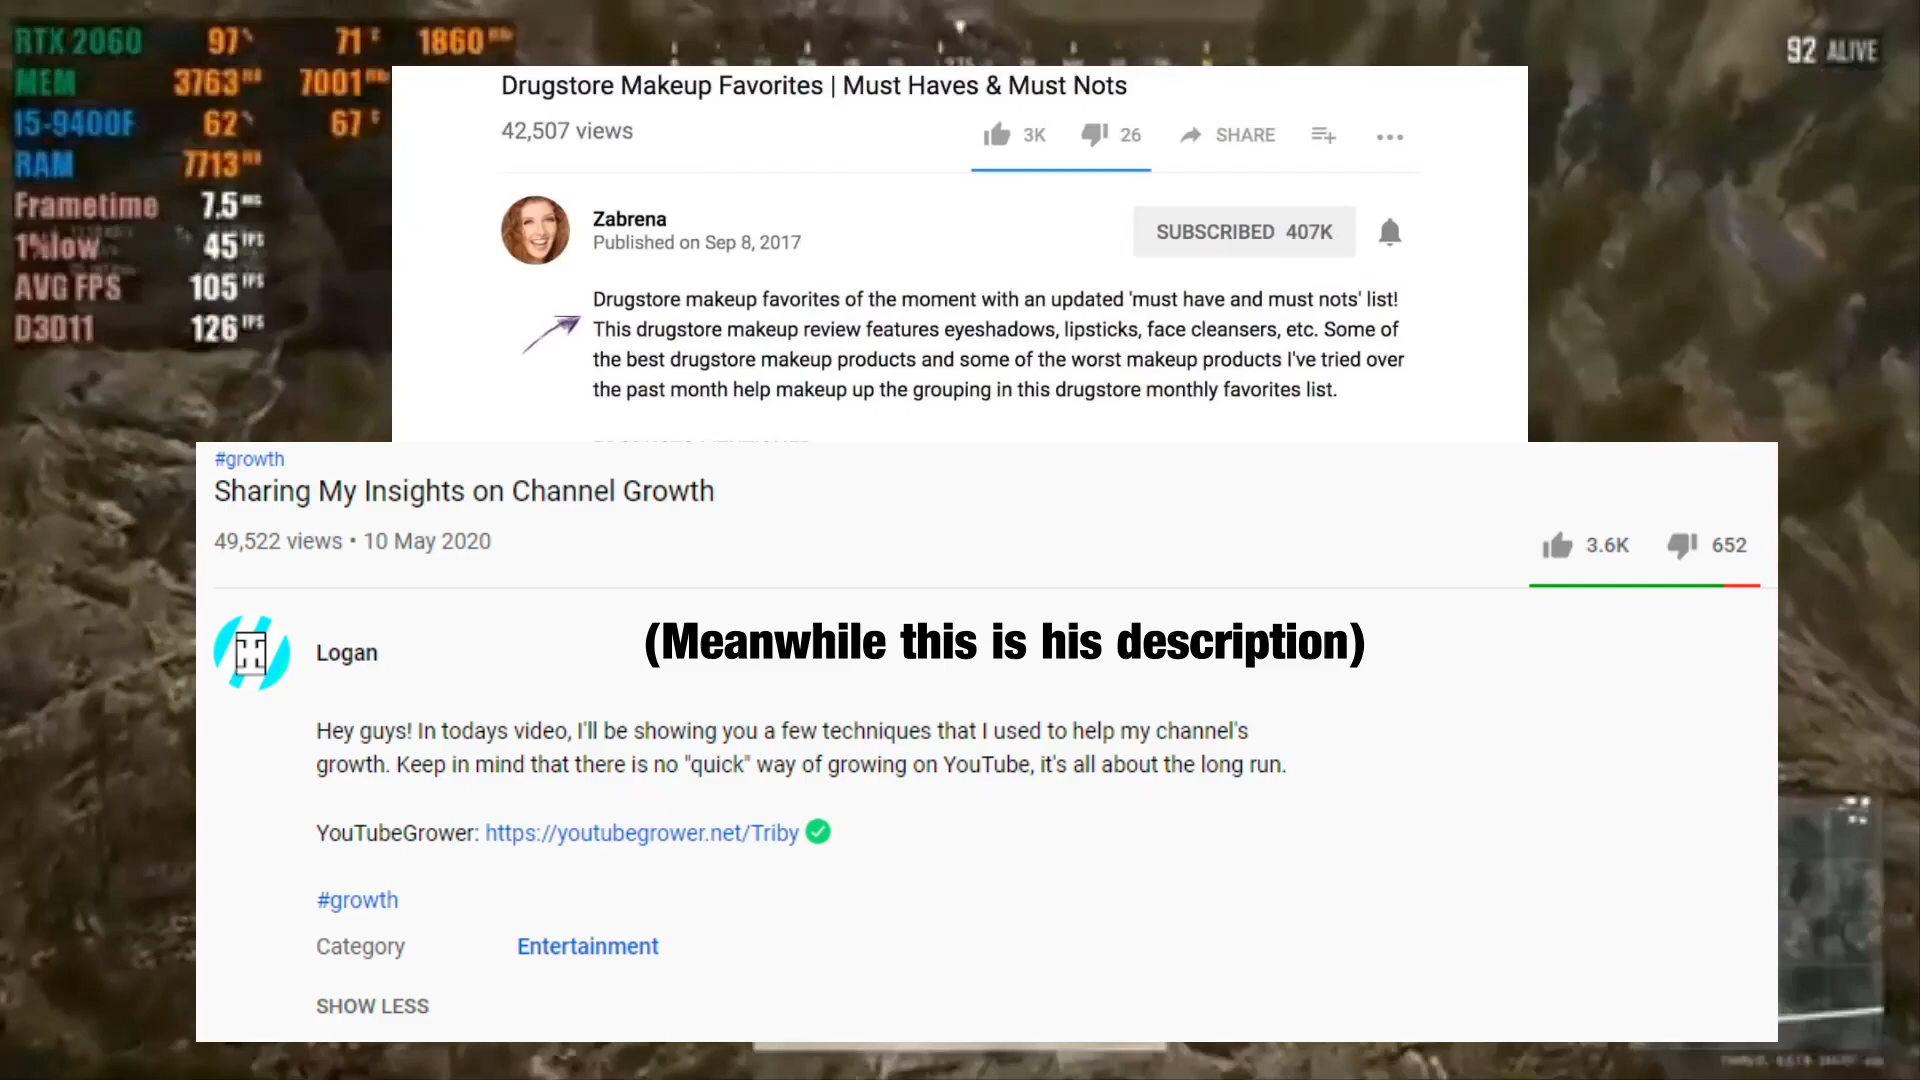 RTX 2060 97% 71°C 1860 MHz
MEM 3763 MB 7001 MHz
I5-9400F 62% 67°C
RAM 7713 MB
Frametime 7.5 ms
1%low 45 FPS
AVG FPS 105 FPS
D3D11 126 FPS
92 ALIVE
Drugstore Makeup Favorites | Must Haves & Must Nots
42,507 views
3K 26 SHARE
Zabrena
Published on Sep 8, 2017
SUBSCRIBED 407K
Drugstore makeup favorites of the moment with an updated 'must have and must nots' list!
This drugstore makeup review features eyeshadows, lipsticks, face cleansers, etc. Some of
the best drugstore makeup products and some of the worst makeup products I've tried over
the past month help makeup up the grouping in this drugstore monthly favorites list.
#growth
Sharing My Insights on Channel Growth
49,522 views • 10 May 2020
3.6K 652
Logan
(Meanwhile this is his description)
Hey guys! In todays video, I'll be showing you a few techniques that I used to help my channel's
growth. Keep in mind that there is no "quick" way of growing on YouTube, it's all about the long run.
YouTubeGrower: https://youtubegrower.net/Triby
#growth
Category Entertainment
SHOW LESS